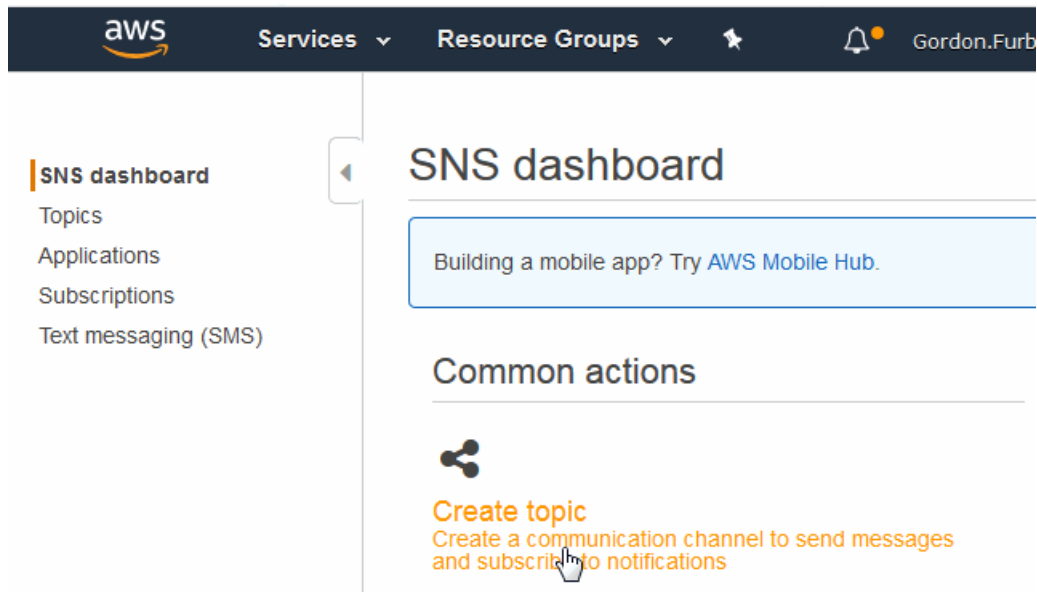 aws Services Resource Groups Gordon.Furb
SNS dashboard
Topics
Applications
Subscriptions
Text messaging (SMS)
SNS dashboard
Building a mobile app? Try AWS Mobile Hub.
Common actions
Create topic
Create a communication channel to send messages
and subscribe to notifications